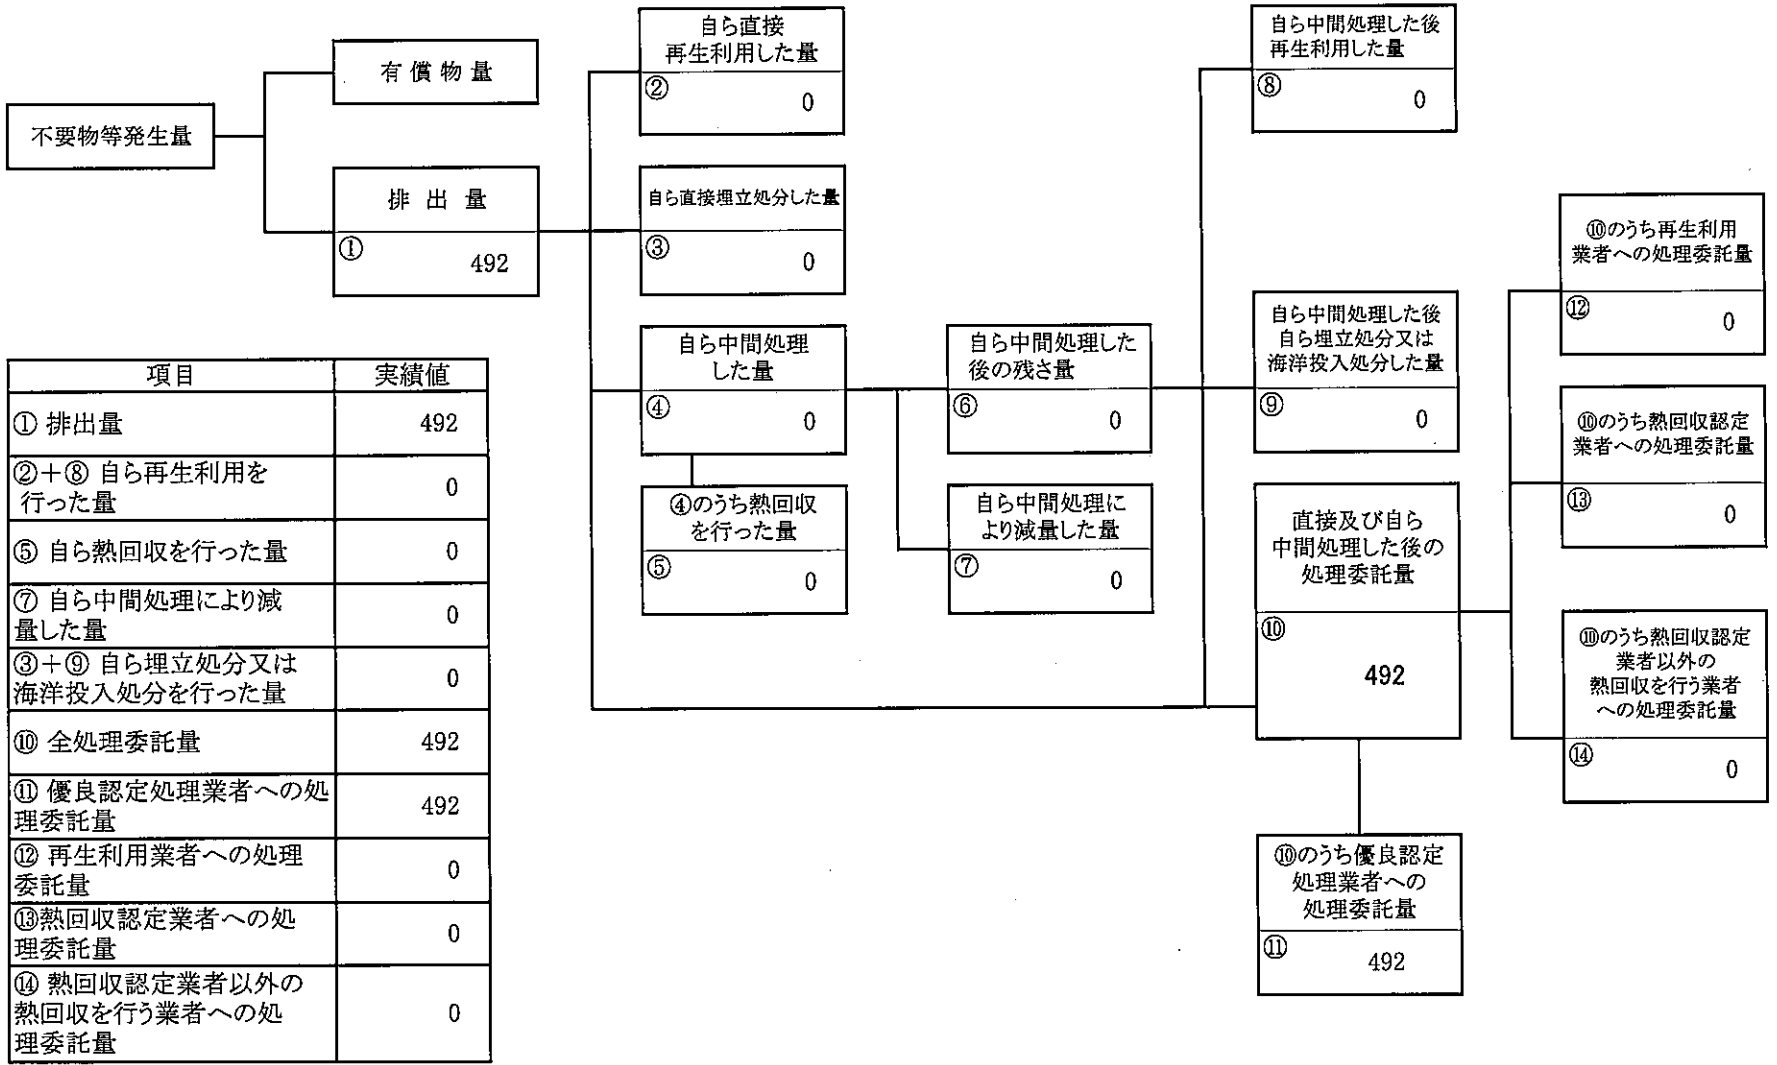 不要物等発生量
有償物量
排出量
①
492
自ら直接
再生利用した量
②
0
自ら直接埋立処分した量
③
0
自ら中間処理
した量
④
0
④のうち熱回収
を行った量
⑤
0
自ら中間処理した
後の残さ量
⑥
0
自ら中間処理に
より減量した量
⑦
0
自ら中間処理した後
再生利用した量
⑧
0
自ら中間処理した後
自ら埋立処分又は
海洋投入処分した量
⑨
0
直接及び自ら
中間処理した後の
処理委託量
⑩
492
⑩のうち優良認定
処理業者への
処理委託量
⑪
492
⑩のうち再生利用
業者への処理委託量
⑫
0
⑩のうち熱回収認定
業者への処理委託量
⑬
0
⑩のうち熱回収認定
業者以外の
熱回収を行う業者
への処理委託量
⑭
0
項目 実績値
① 排出量 492
②+⑧ 自ら再生利用を
行った量 0
⑤ 自ら熱回収を行った量 0
⑦ 自ら中間処理により減
量した量 0
③+⑨ 自ら埋立処分又は
海洋投入処分を行った量 0
⑩ 全処理委託量 492
⑪ 優良認定処理業者への処
理委託量 492
⑫ 再生利用業者への処理
委託量 0
⑬熱回収認定業者への処
理委託量 0
⑭ 熱回収認定業者以外の
熱回収を行う業者への処
理委託量 0